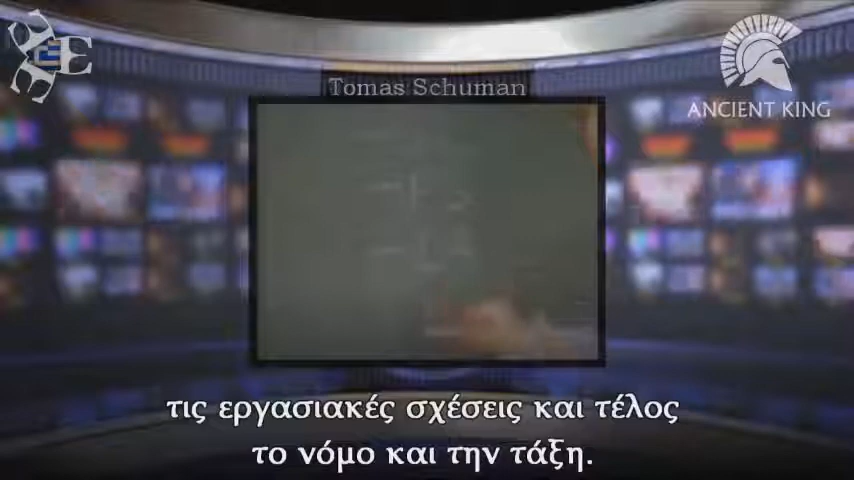 Tomas Schuman
ANCIENT KING
τις εργασιακές σχέσεις και τέλος
το νόμο και την τάξη.